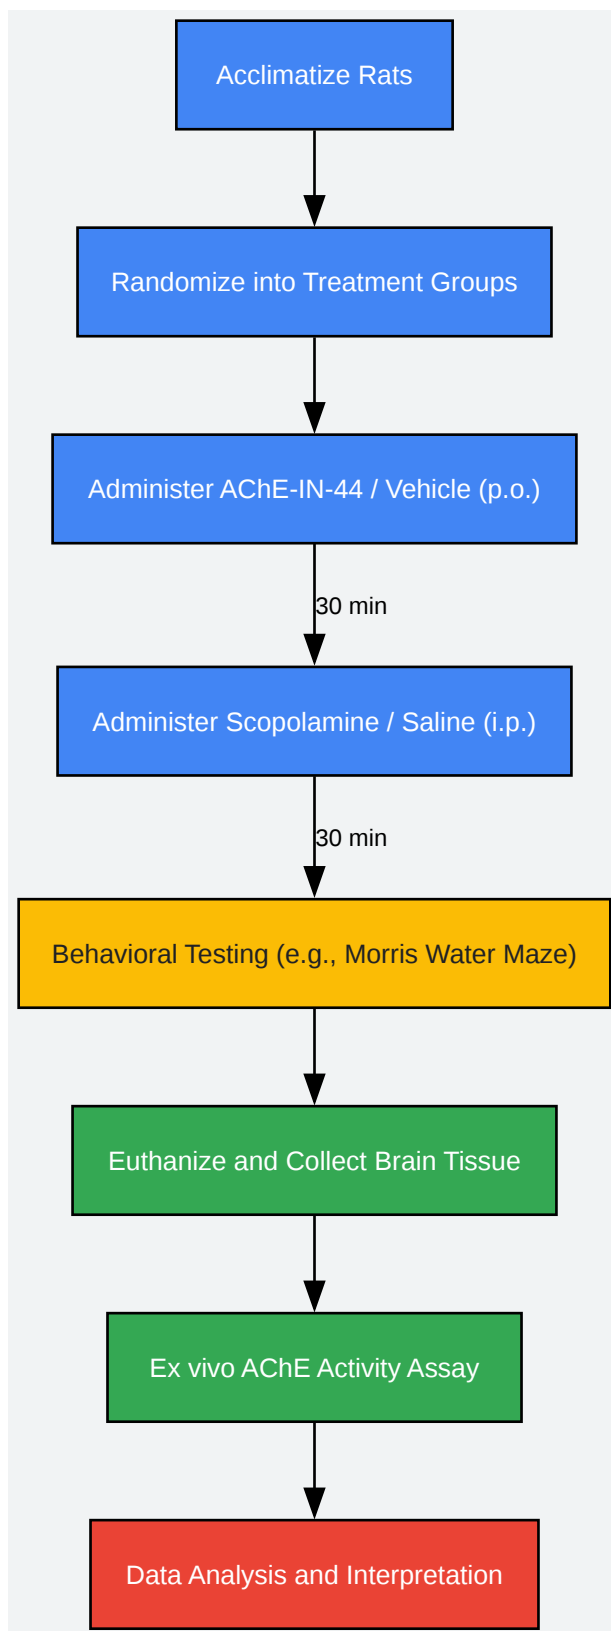 Acclimatize Rats
Randomize into Treatment Groups
Administer AChE-IN-44 / Vehicle (p.o.)
30 min
Administer Scopolamine / Saline (i.p.)
30 min
Behavioral Testing (e.g., Morris Water Maze)
Euthanize and Collect Brain Tissue
Ex vivo AChE Activity Assay
Data Analysis and Interpretation